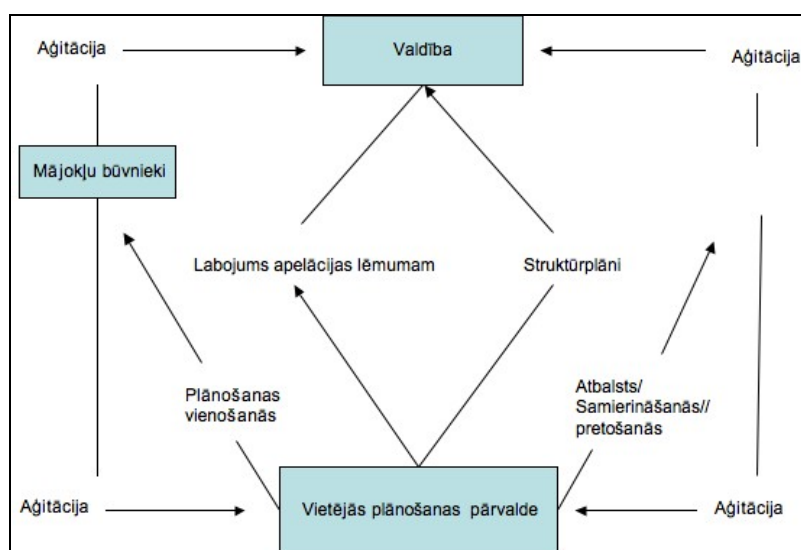 Aģitācija
Valdība
Aģitācija
Mājokļu būvnieki
Labojums apelācijas lēmumam
Struktūrplāni
Plānošanas
vienošanās
Atbalsts/
Samierināšanās//
pretošanās
Aģitācija
Vietējās plānošanas pārvalde
Aģitācija